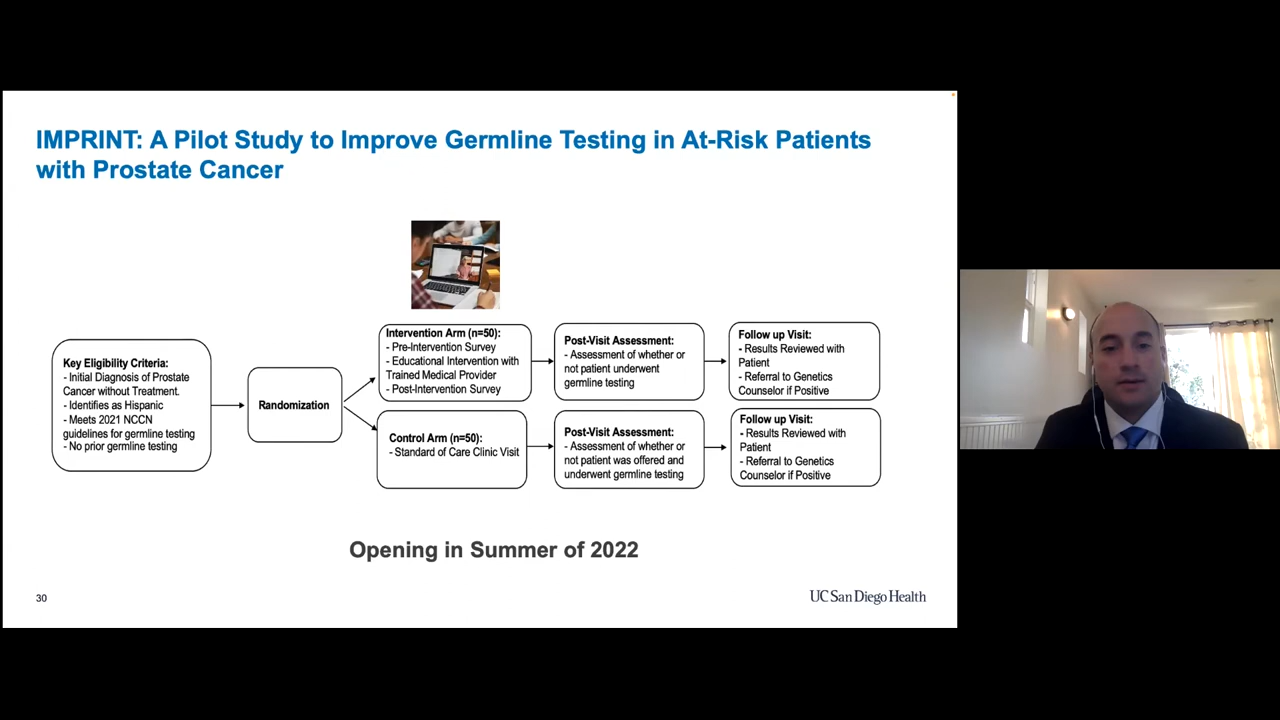 IMPRINT: A Pilot Study to Improve Germline Testing in At-Risk Patients
with Prostate Cancer
Key Eligibility Criteria:
- Initial Diagnosis of Prostate
Cancer without Treatment.
- Identifies as Hispanic
- Meets 2021 NCCN
guidelines for germline testing
- No prior germline testing
Randomization
Intervention Arm (n=50):
- Pre-Intervention Survey
- Educational Intervention with
Trained Medical Provider
- Post-Intervention Survey
Post-Visit Assessment:
- Assessment of whether or
not patient underwent
germline testing
Follow up Visit:
- Results Reviewed with
Patient
- Referral to Genetics
Counselor if Positive
Control Arm (n=50):
- Standard of Care Clinic Visit
Post-Visit Assessment:
- Assessment of whether or
not patient was offered and
underwent germline testing
Follow up Visit:
- Results Reviewed with
Patient
- Referral to Genetics
Counselor if Positive
Opening in Summer of 2022
30
UC San Diego Health